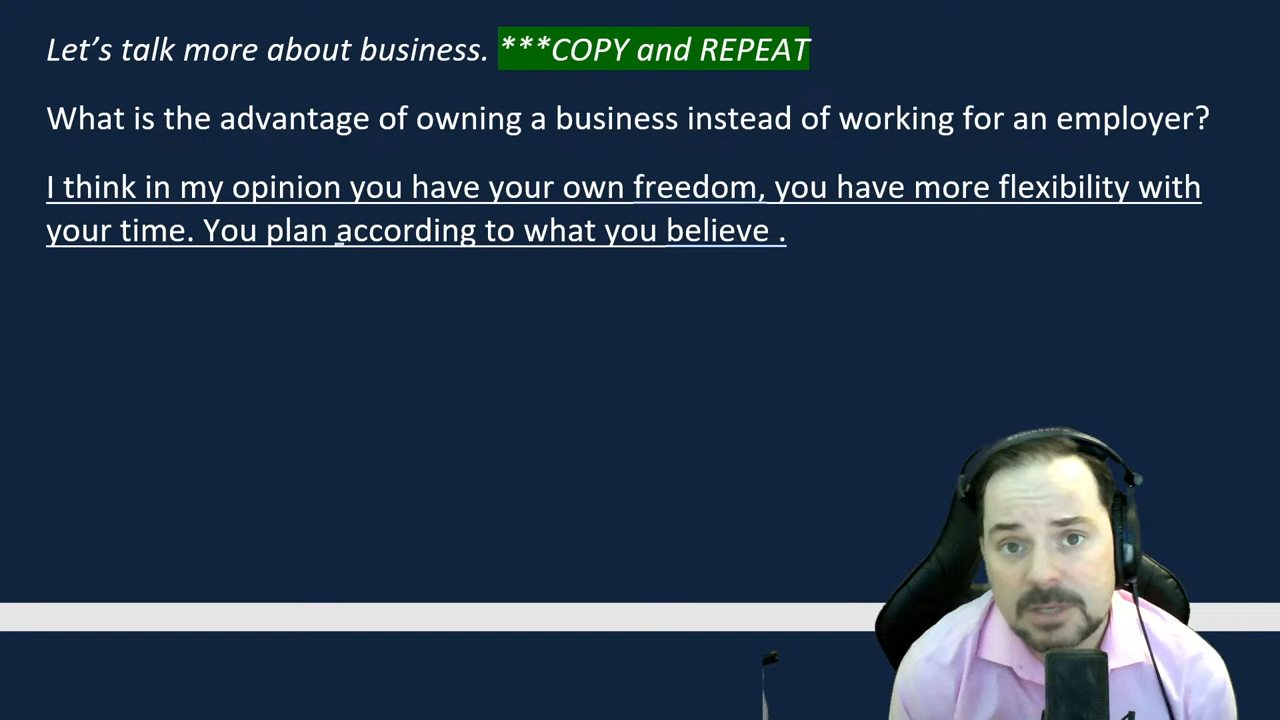 Let's talk more about business. ***COPY and REPEAT
What is the advantage of owning a business instead of working for an employer?
I think in my opinion you have your own freedom, you have more flexibility with
your time. You plan according to what you believe .